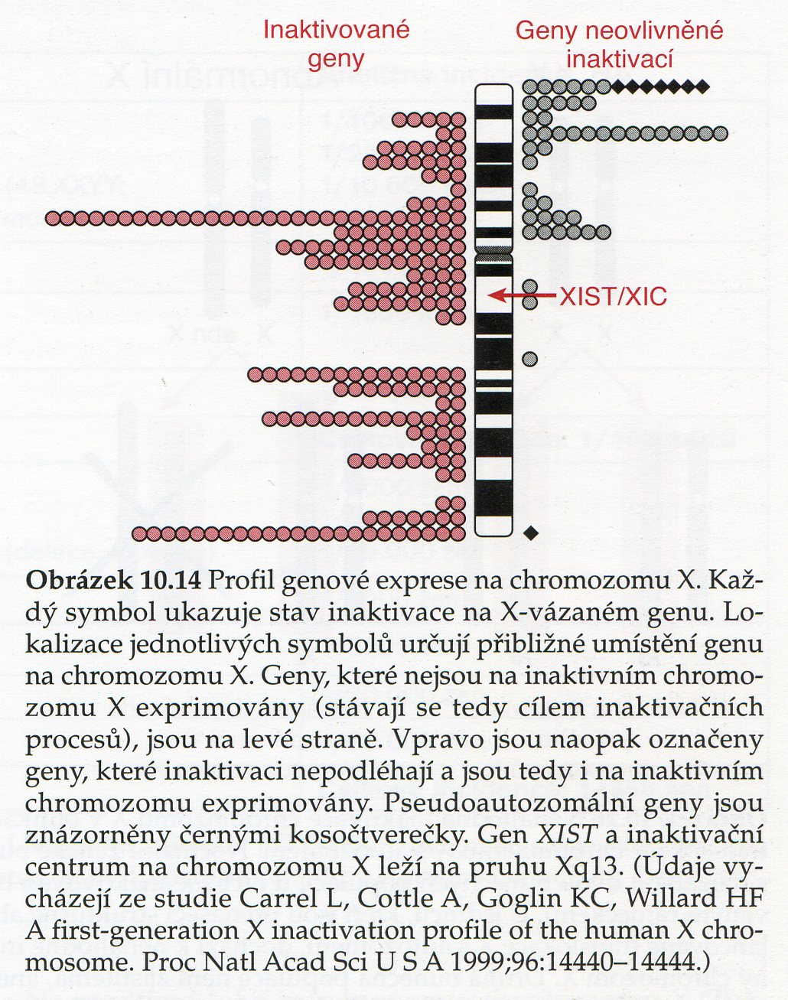 Inaktivované
geny
Geny neovlivněné
inaktivací
XIST/XIC
Obrázek 10.14 Profil genové exprese na chromozomu X. Kaž-
dý symbol ukazuje stav inaktivace na X-vázaném genu. Lo-
kalizace jednotlivých symbolů určují přibližné umístění genu
na chromozomu X. Geny, které nejsou na inaktivním chromo-
zomu X exprimovány (stávají se tedy cílem inaktivačních
procesů), jsou na levé straně. Vpravo jsou naopak označeny
geny, které inaktivaci nepodléhají a jsou tedy i na inaktivním
chromozomu exprimovány. Pseudoautozomální geny jsou
znázorněny černými kosočtverečky. Gen XIST a inaktivační
centrum na chromozomu X leží na pruhu Xq13. (Údaje vy-
cházejí ze studie Carrel L, Cottle A, Goglin KC, Willard HF
A first-generation X inactivation profile of the human X chro-
mosome. Proc Natl Acad Sci U S A 1999;96:14440–14444.)